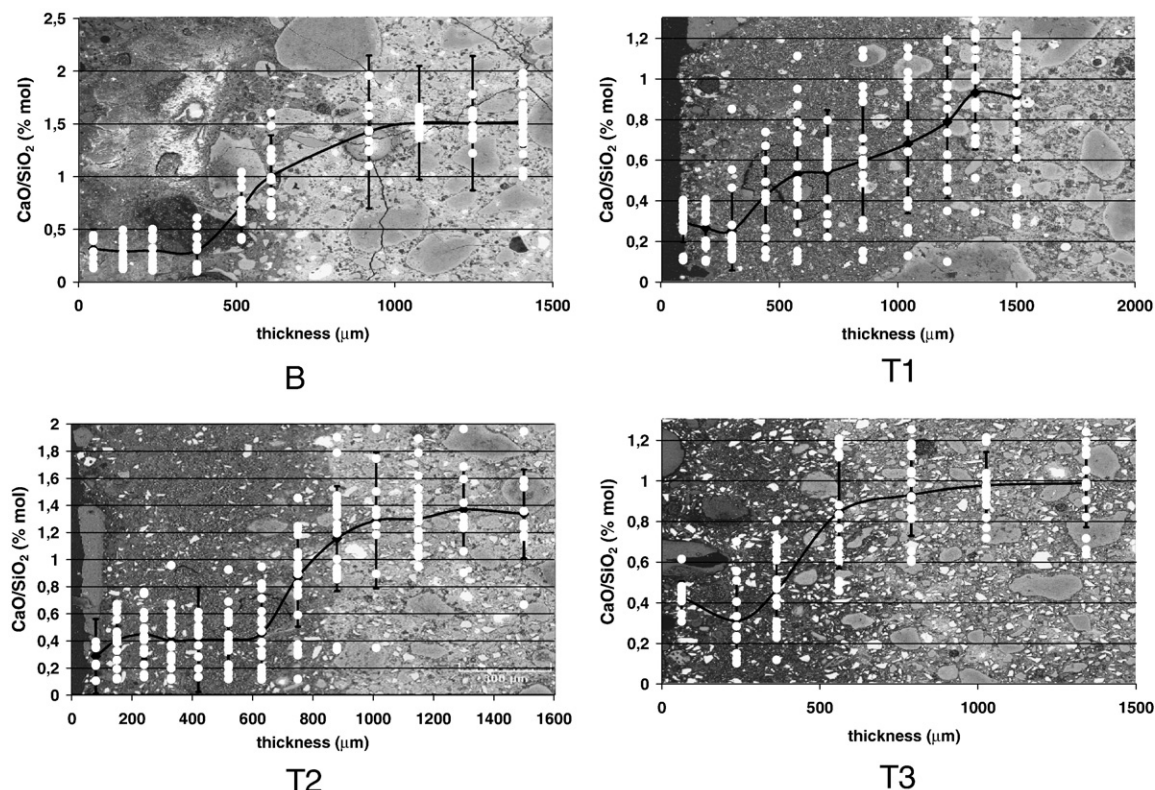 2,5
2
1,5
1
0,5
0
CaO/SiO2 (% mol)
0 500 1000 1500
thickness (μm)
B
1,2
1
0,8
0,6
0,4
0,2
0
CaO/SiO2 (% mol)
0 500 1000 1500 2000
thickness (μm)
T1
2
1,8
1,6
1,4
1,2
1
0,8
0,6
0,4
0,2
0
CaO/SiO2 (% mol)
300 μm
0 200 400 600 800 1000 1200 1400 1600
thickness (μm)
T2
1,2
1
0,8
0,6
0,4
0,2
0
CaO/SiO2 (% mol)
0 500 1000 1500
thickness (μm)
T3